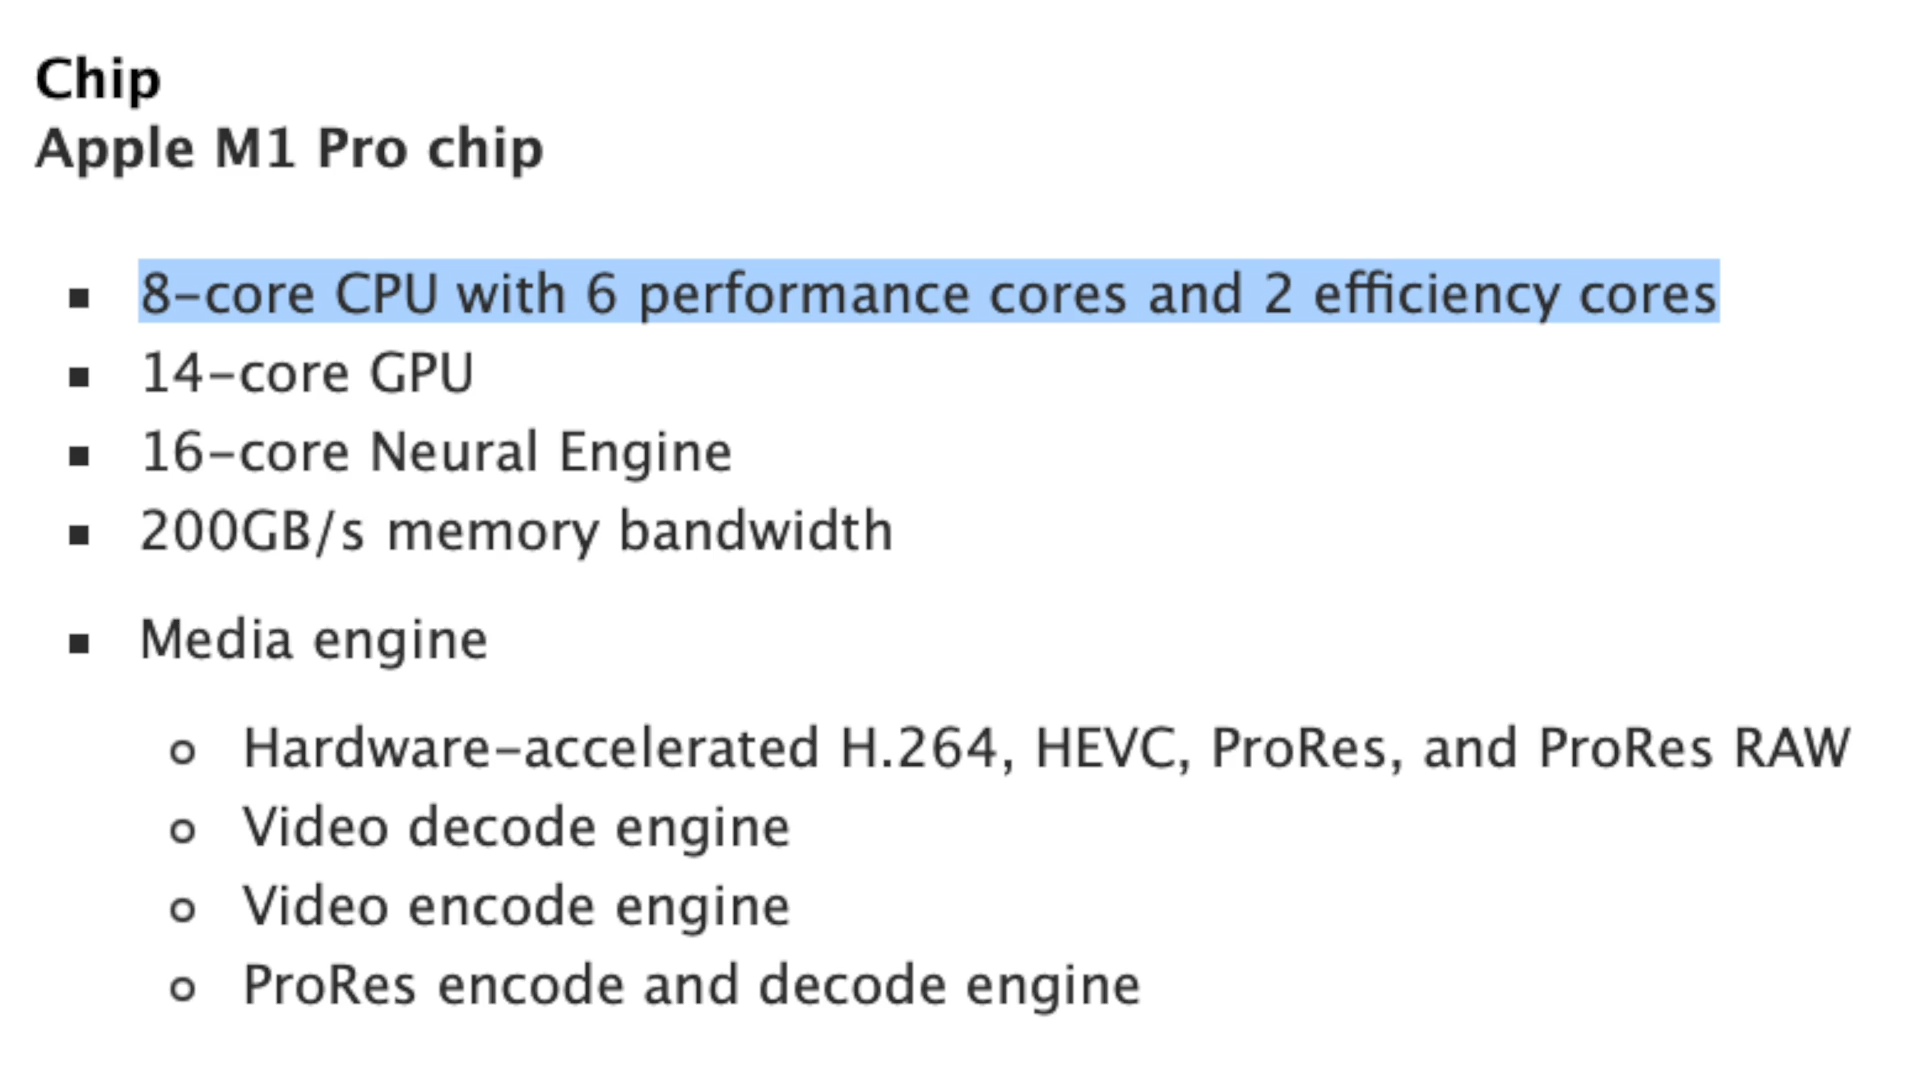 Chip
Apple M1 Pro chip
8-core CPU with 6 performance cores and 2 efficiency cores
14-core GPU
16-core Neural Engine
200GB/s memory bandwidth
Media engine
Hardware-accelerated H.264, HEVC, ProRes, and ProRes RAW
Video decode engine
Video encode engine
ProRes encode and decode engine